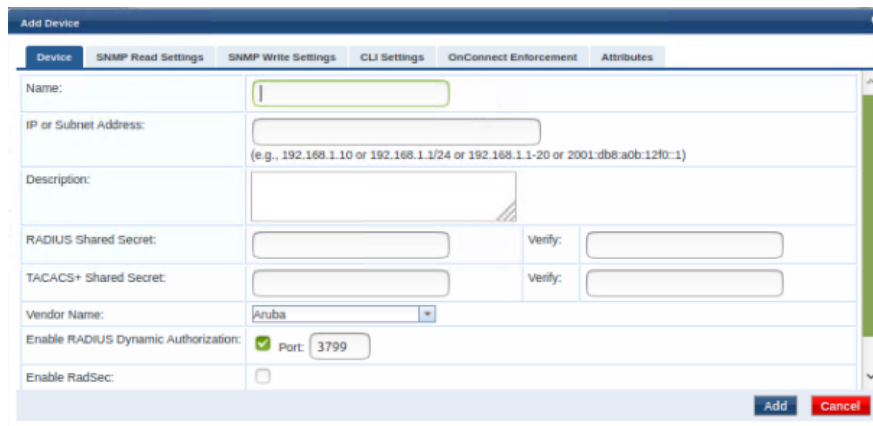 Add Device
Device SNMP Read Settings SNMP Write Settings CLI Settings OnConnect Enforcement Attributes
Name:
IP or Subnet Address:
(e.g., 192.168.1.10 or 192.168.1.1/24 or 192.168.1.1-20 or 2001:db8:a0b:12f0::1)
Description:
RADIUS Shared Secret: Verify:
TACACS+ Shared Secret: Verify:
Vendor Name: Aruba
Enable RADIUS Dynamic Authorization: Port: 3799
Enable RadSec:
Add Cancel